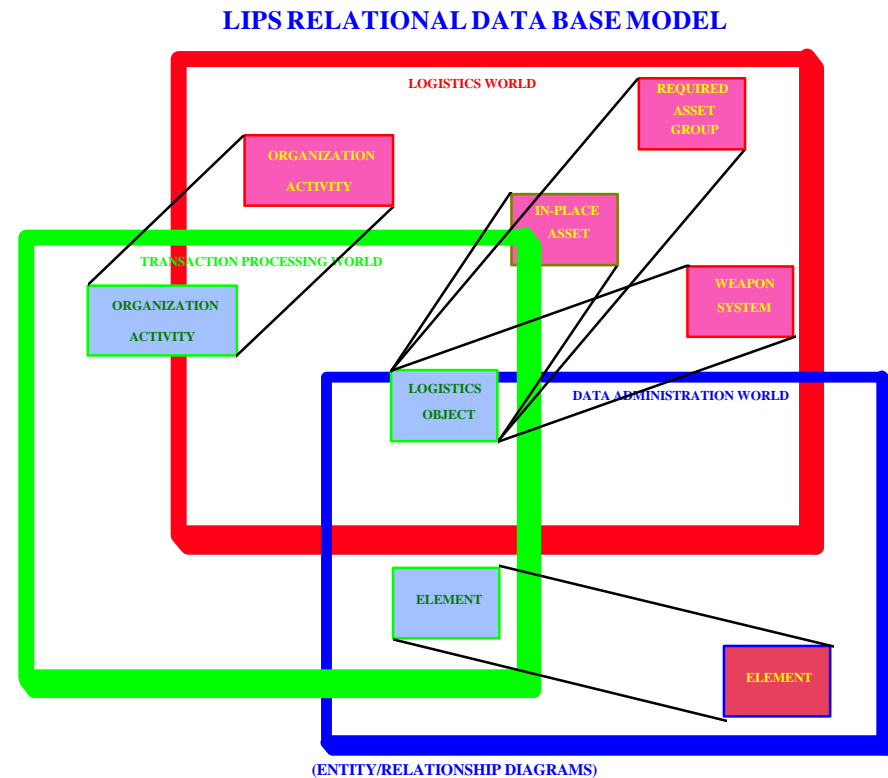 LIPS RELATIONAL DATA BASE MODEL
LOGISTICS WORLD
REQUIRED
ASSET
GROUP
ORGANIZATION
ACTIVITY
IN-PLACE
ASSET
TRANSACTION PROCESSING WORLD
WEAPON
SYSTEM
ORGANIZATION
ACTIVITY
LOGISTICS
OBJECT
DATA ADMINISTRATION WORLD
ELEMENT
ELEMENT
(ENTITY/RELATIONSHIP DIAGRAMS)